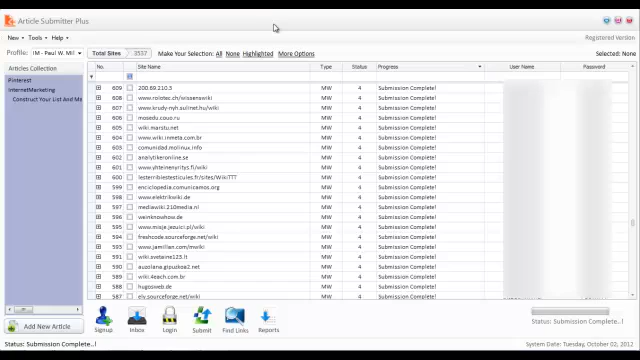 Article Submitter Plus
New Tools Help
Registered Version
Profile: IM - Paul W. MIF
Total Sites 3537 Make Your Selection: All None Highlighted More Options
Selected: None
Articles Collection
Pinterest
InternetMarketing
Construct Your List And Mo
No. Site Name Type Status Progress User Name Password
609 200.69.210.3 MW 4 Submission Complete!
608 www.rolotec.ch/wissenswiki MW 4 Submission Complete!
607 www.krudy-nyh.sulinet.hu/wiki MW 4 Submission Complete!
606 mosedu.couo.ru MW 4 Submission Complete!
605 wiki.marstu.net MW 4 Submission Complete!
604 www.wiki.inmeta.com.br MW 4 Submission Complete!
603 comunidad.molinux.info MW 4 Submission Complete!
602 analytikeronline.se MW 4 Submission Complete!
601 www.yhteinenyritys.fi/wiki MW 4 Submission Complete!
600 lesterriblestesticules.fr/Sites/WikiTTT MW 4 Submission Complete!
599 enciclopedia.comunicamos.org MW 4 Submission Complete!
598 www.elektrikwiki.de MW 4 Submission Complete!
597 mediawiki.210media.nl MW 4 Submission Complete!
596 weinknowhow.de MW 4 Submission Complete!
595 www.misje.jezuici.pl/wiki MW 4 Submission Complete!
594 freshcode.sourceforge.net/wiki MW 4 Submission Complete!
593 www.jamilian.com/mwiki MW 4 Submission Complete!
592 wiki.sveteine123.lt MW 4 Submission Complete!
590 auzolana.gipuzkoa2.net MW 4 Submission Complete!
589 wiki.4each.com.br MW 4 Submission Complete!
588 hugosweb.de MW 4 Submission Complete!
587 ely.sourceforge.net/wiki MW 4 Submission Complete!
Add New Article
Signup Inbox Login Submit Find Links Reports
Status: Submission Complete..!
Status: Submission Complete..!
System Date: Tuesday, October 02, 2012